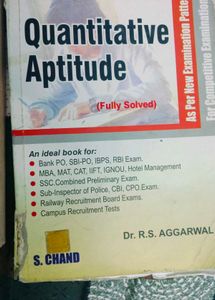 Quantitative
Aptitude
(Fully Solved)
As Per New Examination Patte
For Competitive Examination
An ideal book for:
• Bank PO, SBI-PO, IBPS, RBI Exam.
• MBA, MAT, CAT, IIFT, IGNOU, Hotel Management
• SSC Combined Preliminary Exam.
• Sub-Inspector of Police, CBI, CPO Exam.
• Railway Recruitment Board Exams.
• Campus Recruitment Tests
Dr. R.S. AGGARWAL
S. CHAND